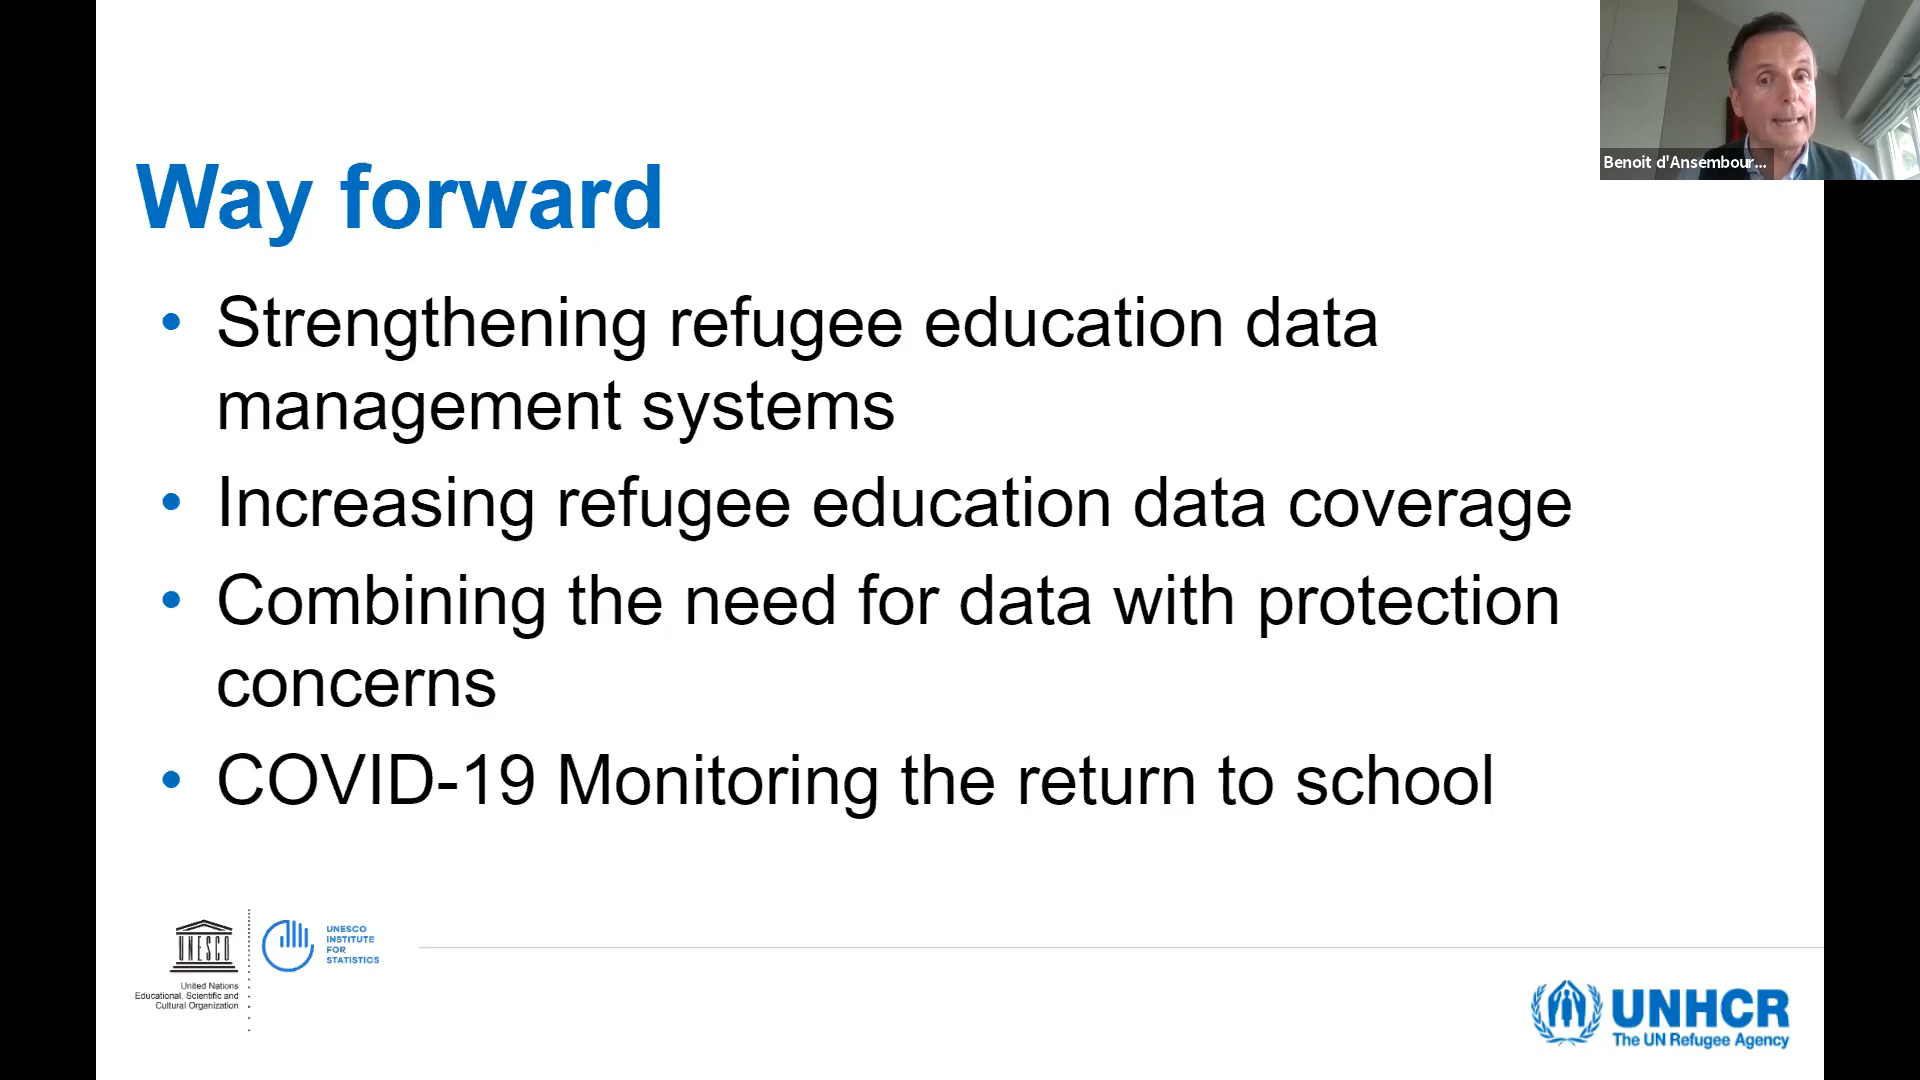 Benoit d'Ansembour...
Way forward
• Strengthening refugee education data
management systems
• Increasing refugee education data coverage
• Combining the need for data with protection
concerns
• COVID-19 Monitoring the return to school
UNESCO
United Nations
Educational, Scientific and
Cultural Organization
UNESCO
INSTITUTE
FOR
STATISTICS
UNHCR
The UN Refugee Agency